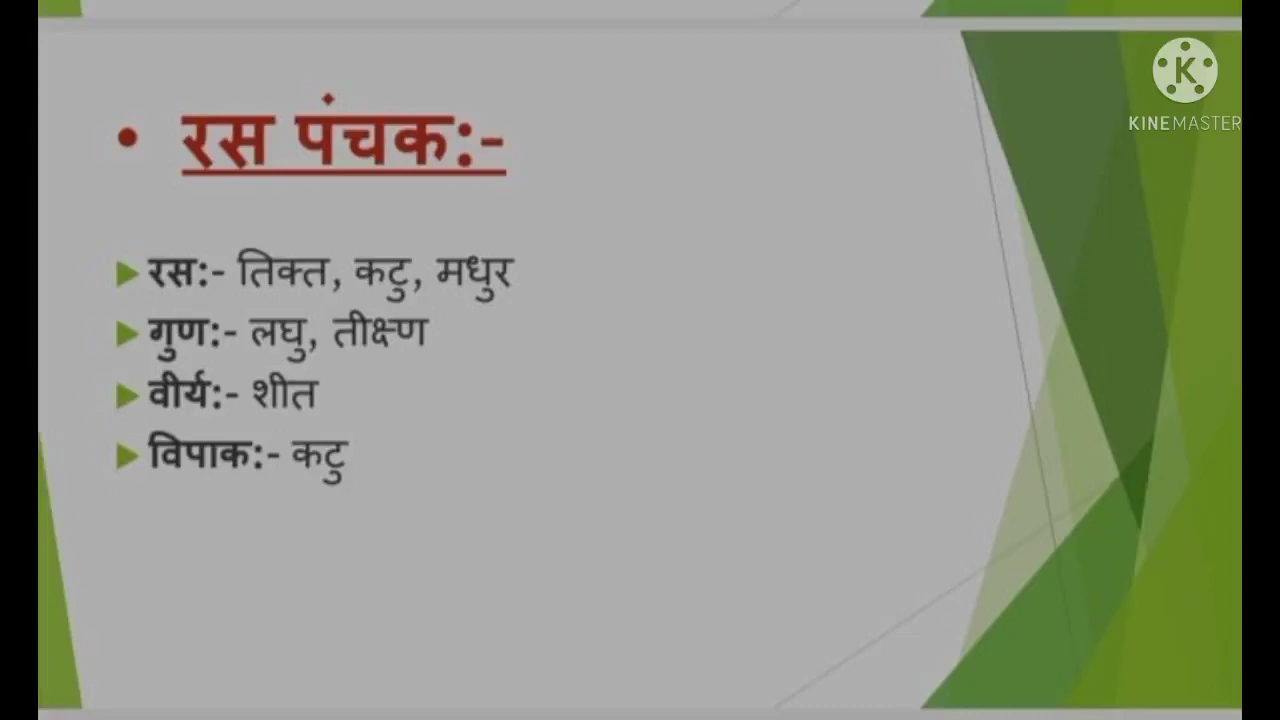 KINEMASTER
• रस पंचक:-
रस:- तिक्त, कटु, मधुर
गुण:- लघु, तीक्ष्ण
वीर्य:- शीत
विपाक:- कटु